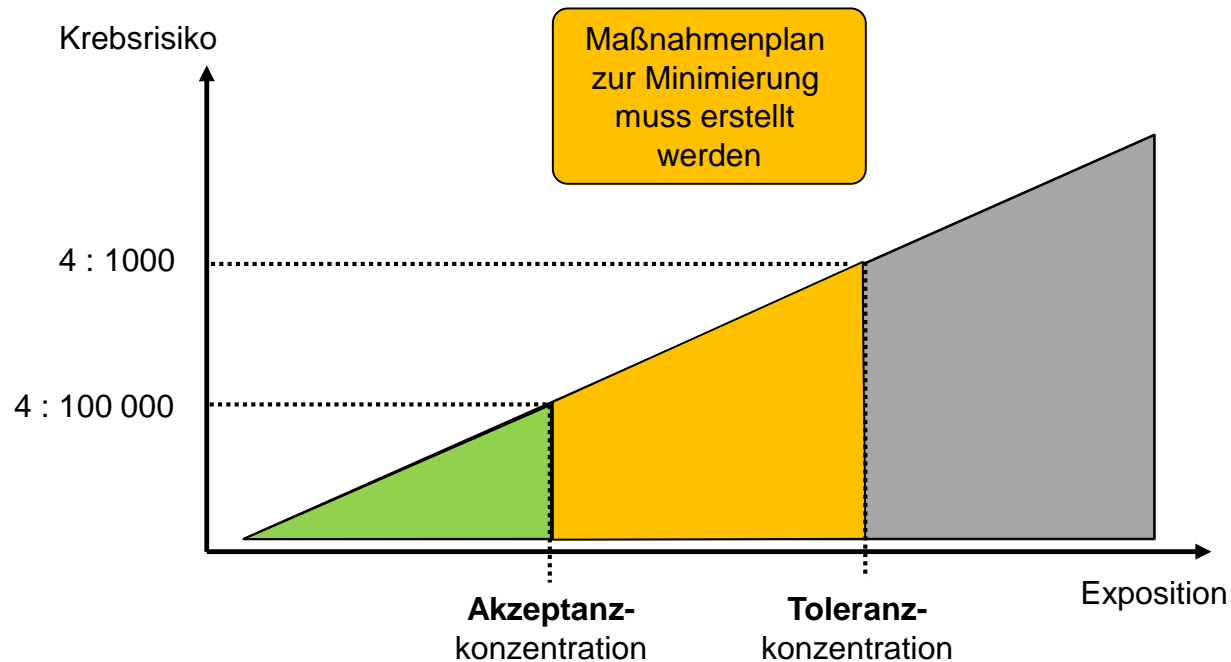 Krebsrisiko
Maßnahmenplan
zur Minimierung
muss erstellt
werden
4 : 1000
4 : 100 000
Akzeptanz-
konzentration
Toleranz-
konzentration
Exposition